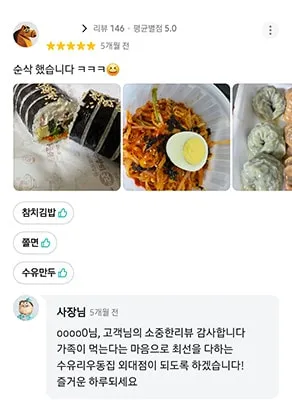 리뷰 146 · 평균별점 5.0
5개월 전
순삭 했습니다 ㅋㅋㅋ😄
참치김밥
쫄면
수유만두
사장님 5개월 전
oooo0님, 고객님의 소중한리뷰 감사합니다
가족이 먹는다는 마음으로 최선을 다하는
수유리우동집 외대점이 되도록 하겠습니다!
즐거운 하루되세요